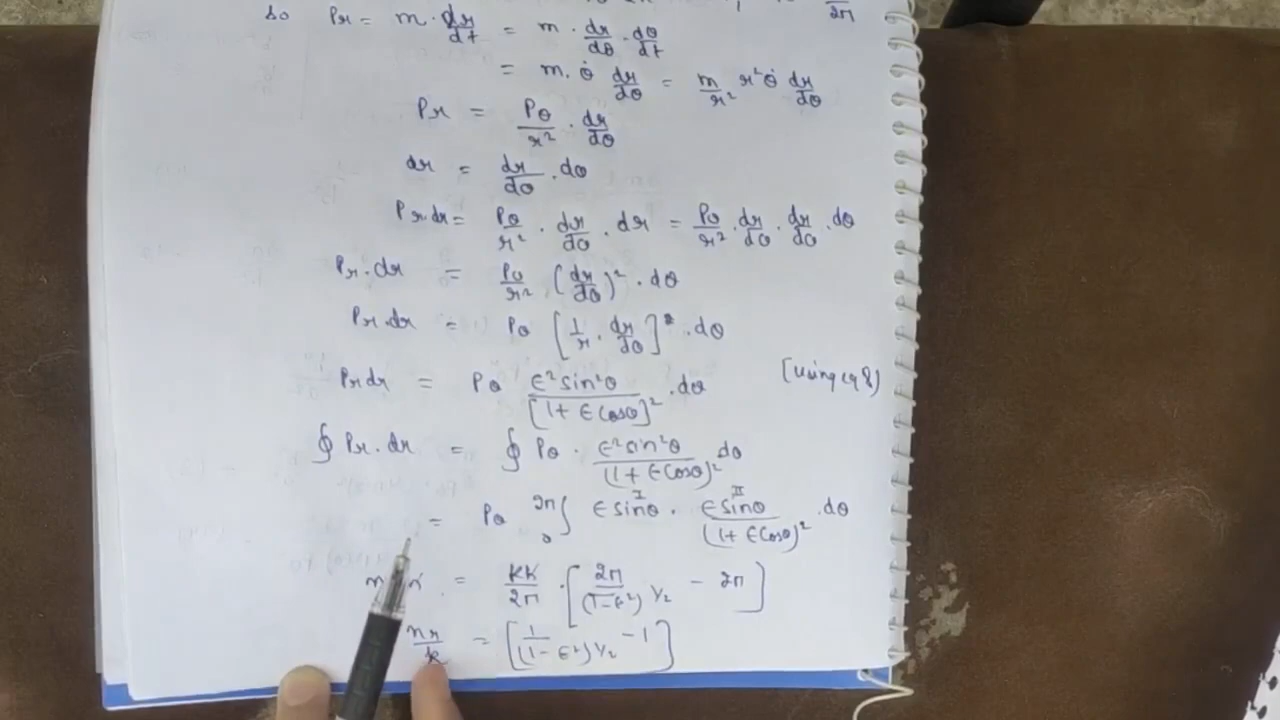 so Pr = m · dr/dt = m · dr/dθ · dθ/dt
= m · θ̇ dr/dθ = m/r² r²θ̇ dr/dθ
Pr = Pθ/r² · dr/dθ
dr = dr/dθ · dθ
Pr·dr = Pθ/r² · dr/dθ · dr = Pθ/r² · dr/dθ · dr/dθ · dθ
Pr·dr = Pθ/r² (dr/dθ)² · dθ
Pr·dr = Pθ [1/r · dr/dθ]² · dθ
Pr dr = Pθ ε² sin²θ/[1 + ε Cosθ]² · dθ [Using eq 8)
∮ Pr·dr = ∮ Pθ · ε² sin²θ/(1 + ε Cosθ)² dθ
= Pθ ₀^2π∫ ε sinθ^I · ε sinθ^II/(1 + ε Cosθ)² · dθ
= kh/2π · [2π/(1-ε²)^1/2 - 2π]
nr/k = [1/(1-ε²)^1/2 - 1]